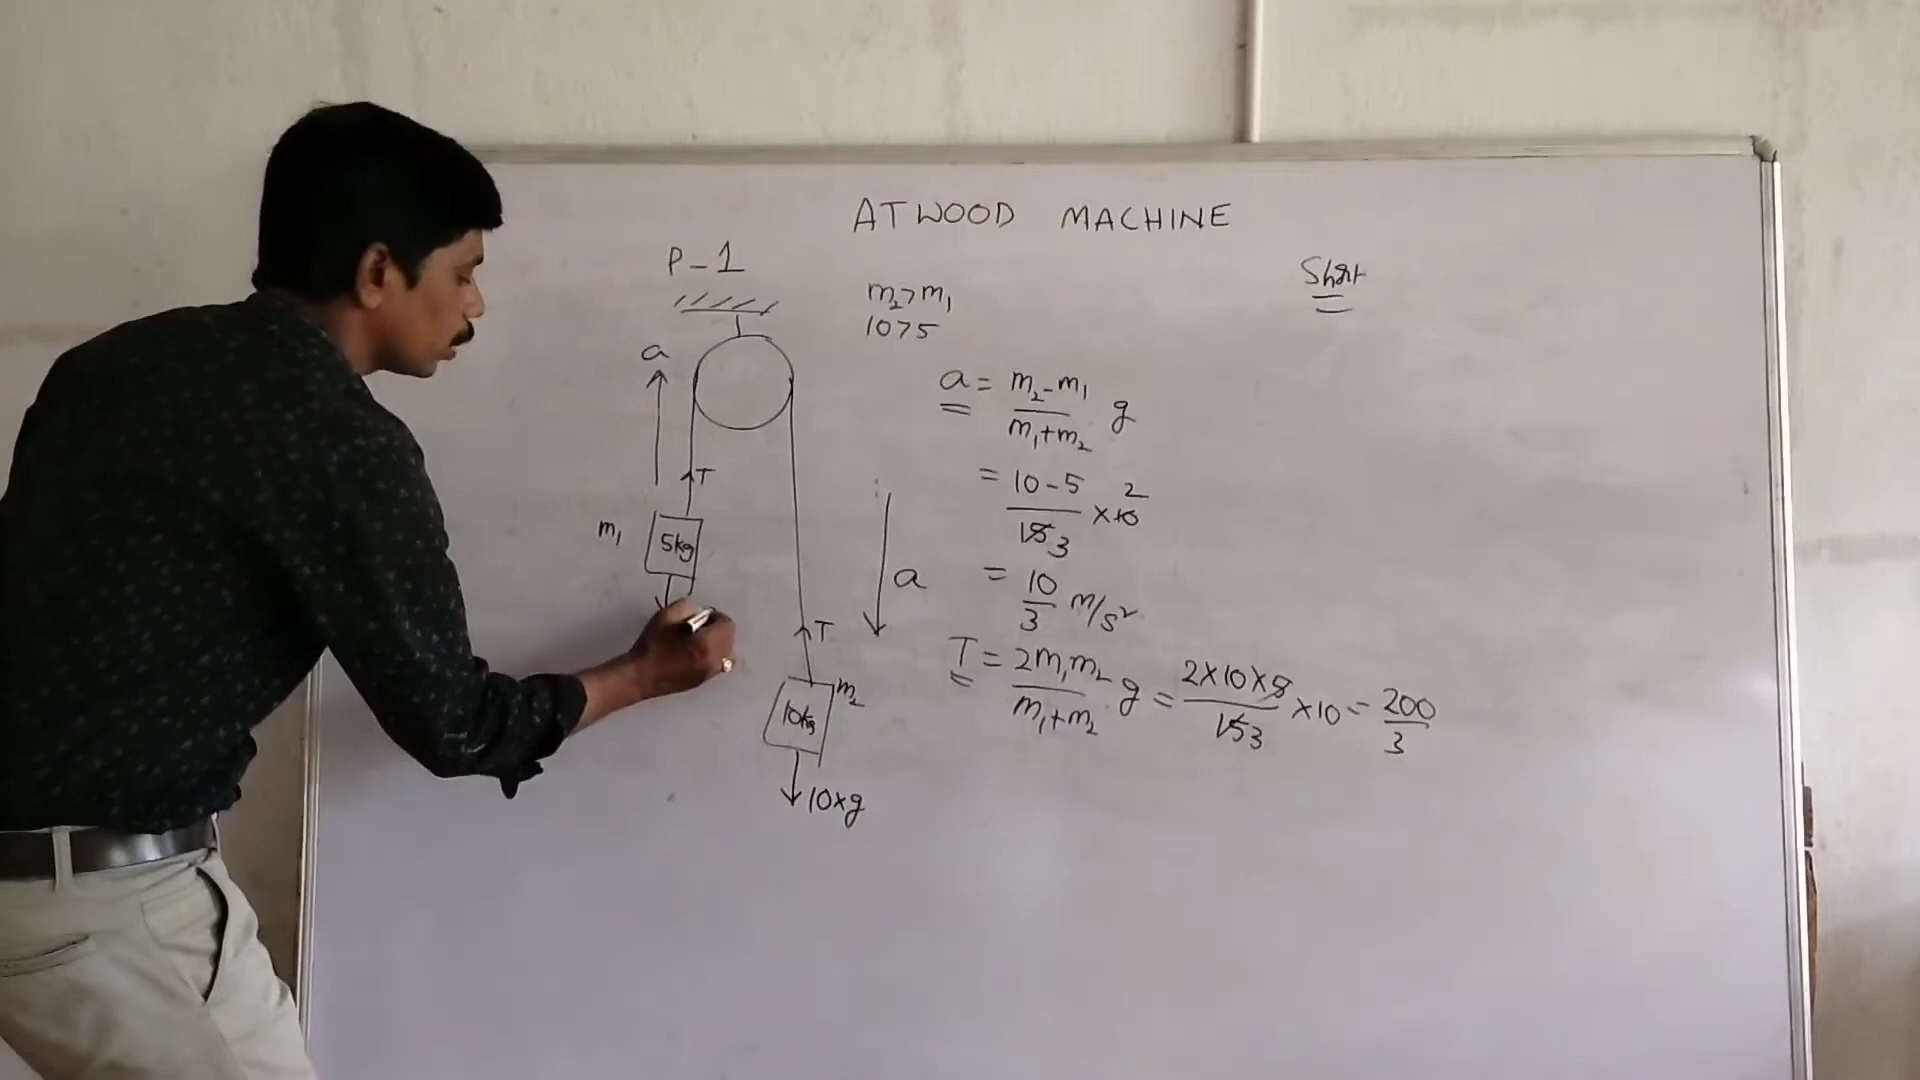 ATWOOD MACHINE
P-1
Short
m₂>m₁
10>5
a
a = m₂-m₁ / m₁+m₂ g
T
= 10-5 / 15 3 × 10 2
m₁
5kg
a
= 10/3 m/s²
T
T = 2m₁m₂ / m₁+m₂ g = 2×10×5 / 15 3 ×10 = 200/3
m₂
10kg
10×g